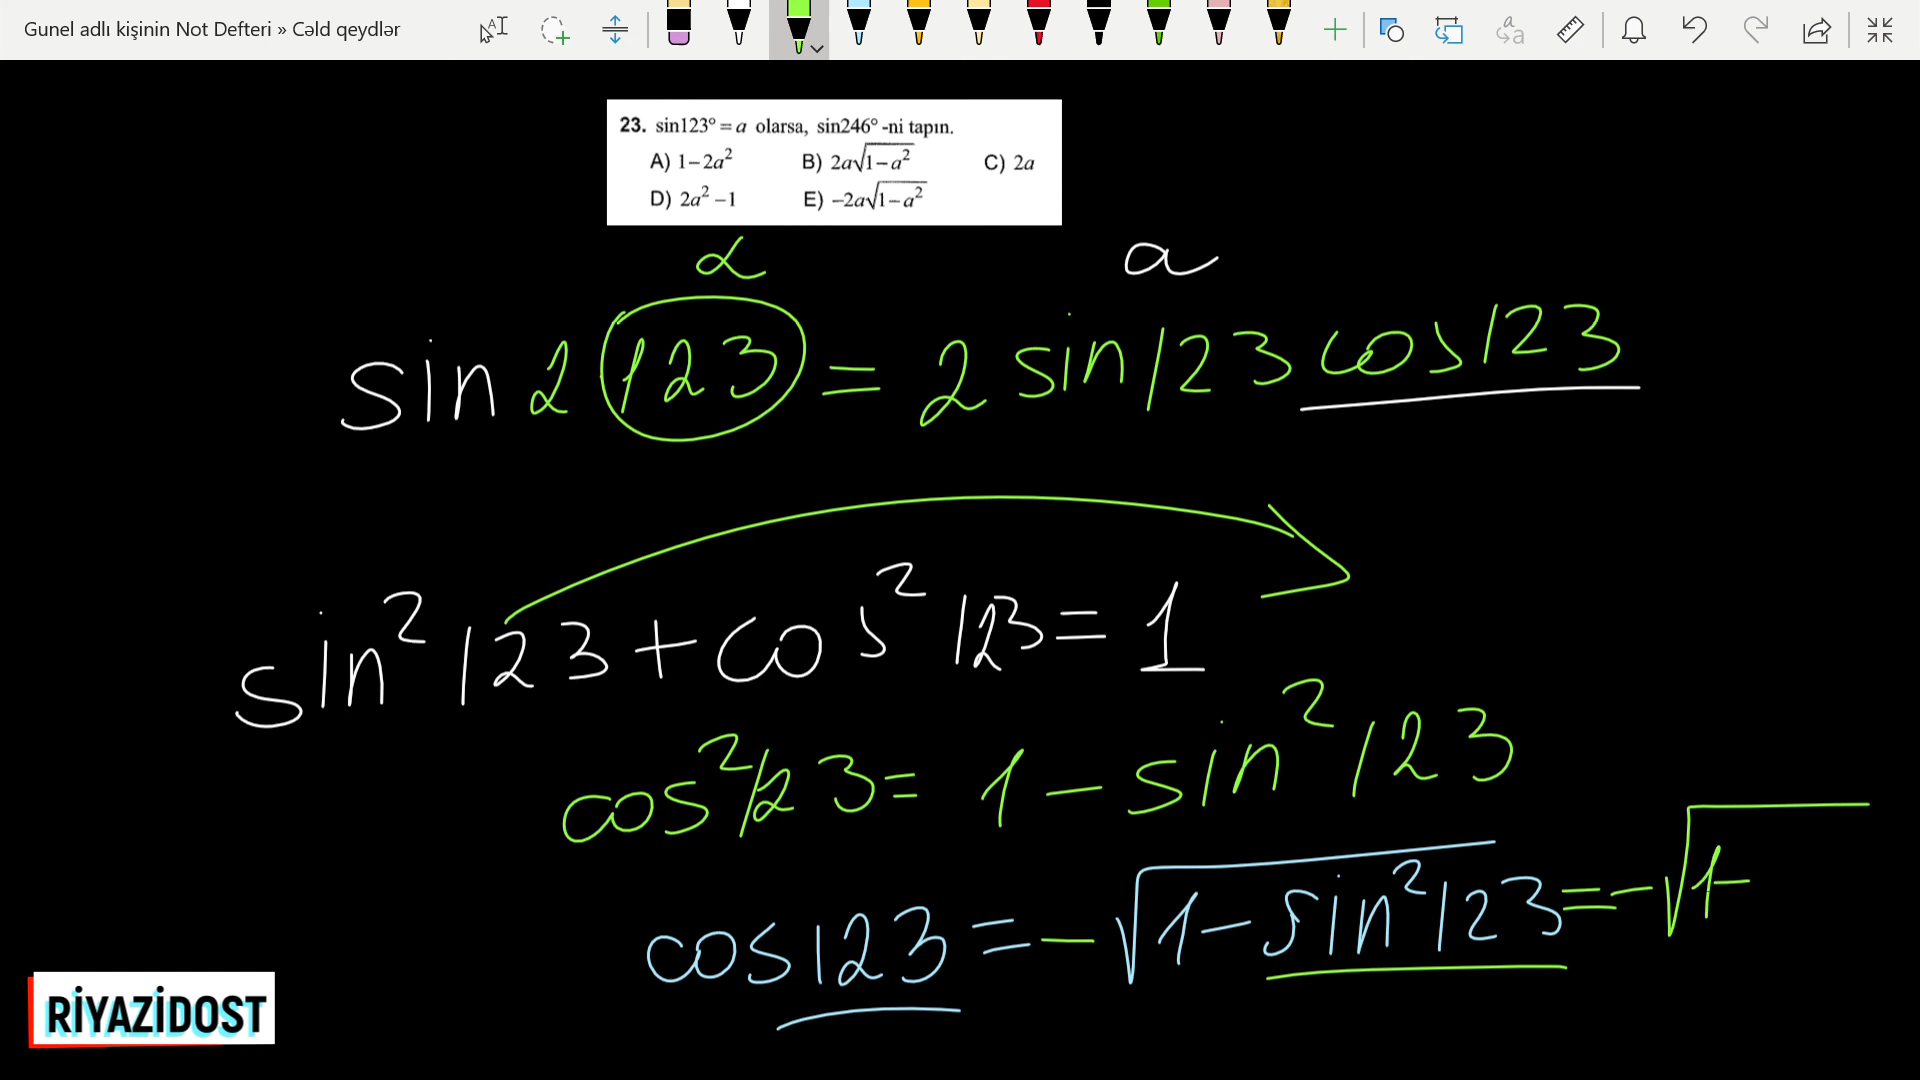 Gunel adlı kişinin Not Defteri » Cəld qeydlər
23. sin123° = a olarsa, sin246° -ni tapın.
A) 1−2a² B) 2a√1−a² C) 2a
D) 2a² −1 E) −2a√1−a²
α a
sin 2 123 = 2 sin123 cos123
sin²123 + cos²123 = 1
cos²123 = 1 − sin²123
cos123 = −√1−sin²123 = −√1−
RİYAZİDOST